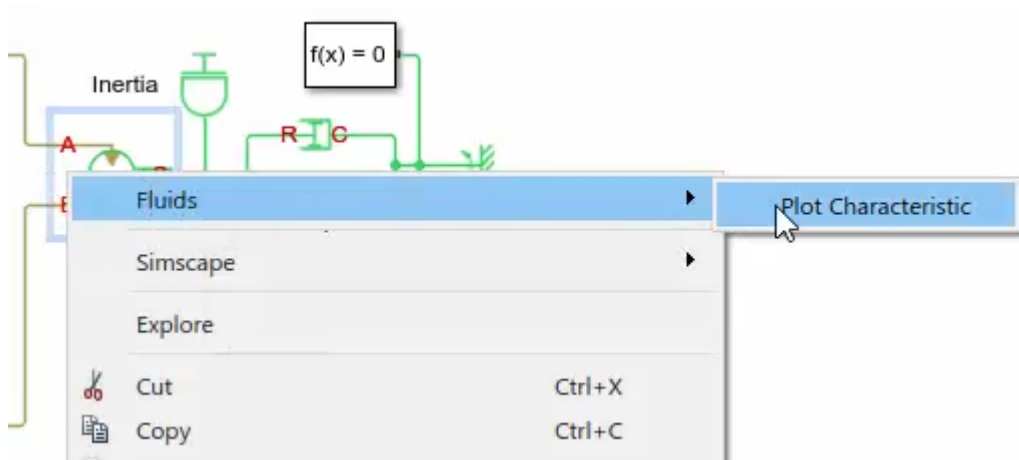 f(x) = 0
Inertia
A
R C
Fluids
Plot Characteristic
Simscape
Explore
Cut Ctrl+X
Copy Ctrl+C